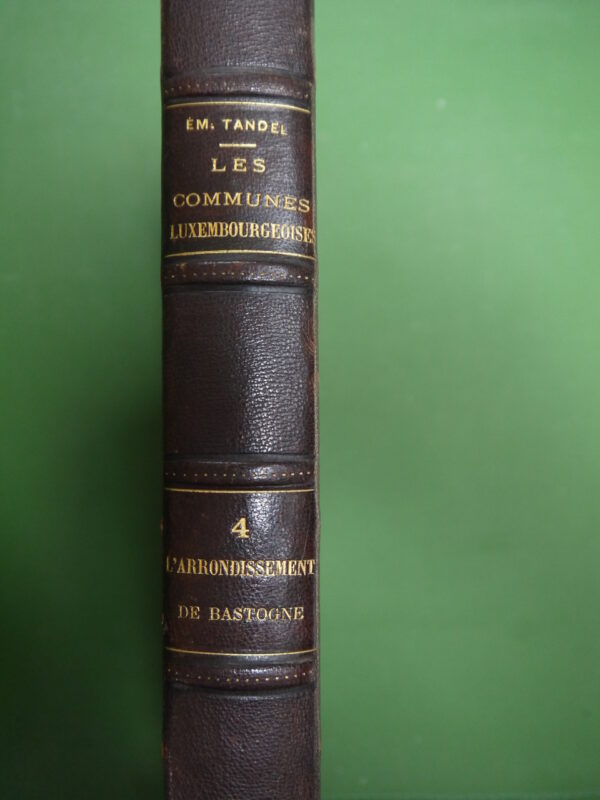 ÉM. TANDEL
LES
COMMUNES
LUXEMBOURGEOISES
4
L'ARRONDISSEMENT
DE BASTOGNE